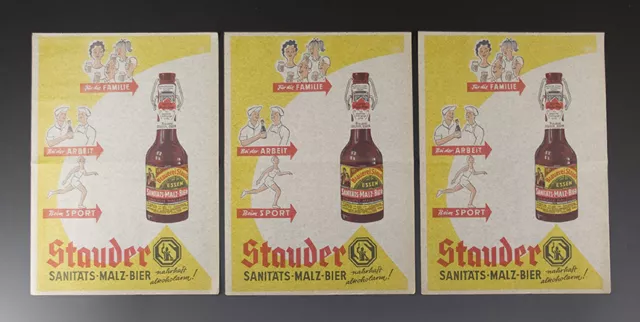 Für die FAMILIE
Bei der ARBEIT
Beim SPORT
ESSEN
SANITÄTS-MALZ-BIER
Stauder
SANITÄTS-MALZ-BIER
nahrhaft
alkoholarm!
Für die FAMILIE
Bei der ARBEIT
Beim SPORT
ESSEN
SANITÄTS-MALZ-BIER
Stauder
SANITÄTS-MALZ-BIER
nahrhaft
alkoholarm!
Für die FAMILIE
Bei der ARBEIT
Beim SPORT
ESSEN
SANITÄTS-MALZ-BIER
Stauder
SANITÄTS-MALZ-BIER
nahrhaft
alkoholarm!